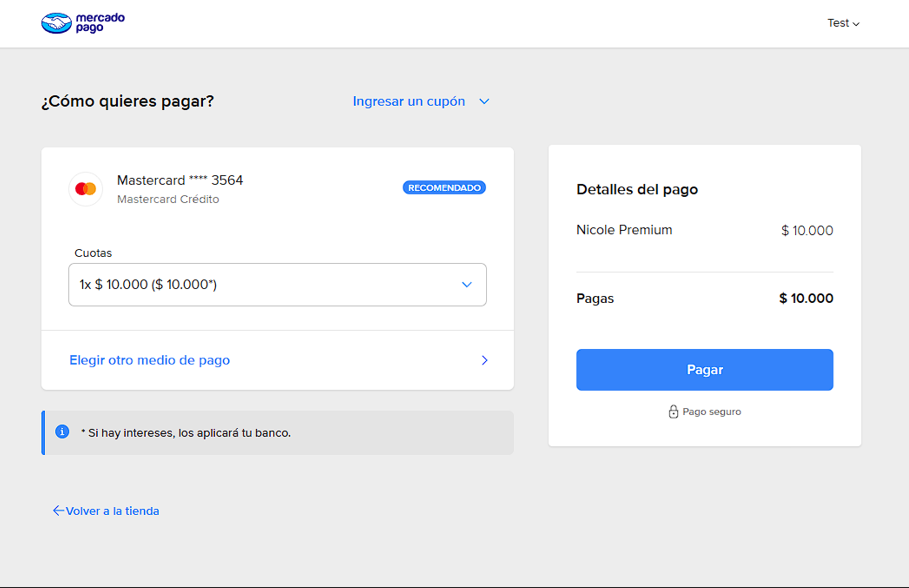 mercado
pago
Test
¿Cómo quieres pagar?
Ingresar un cupón
Mastercard **** 3564
Mastercard Crédito
RECOMENDADO
Cuotas
1x $ 10.000 ($ 10.000*)
Elegir otro medio de pago
* Si hay intereses, los aplicará tu banco.
Volver a la tienda
Detalles del pago
Nicole Premium $ 10.000
Pagas $ 10.000
Pagar
Pago seguro